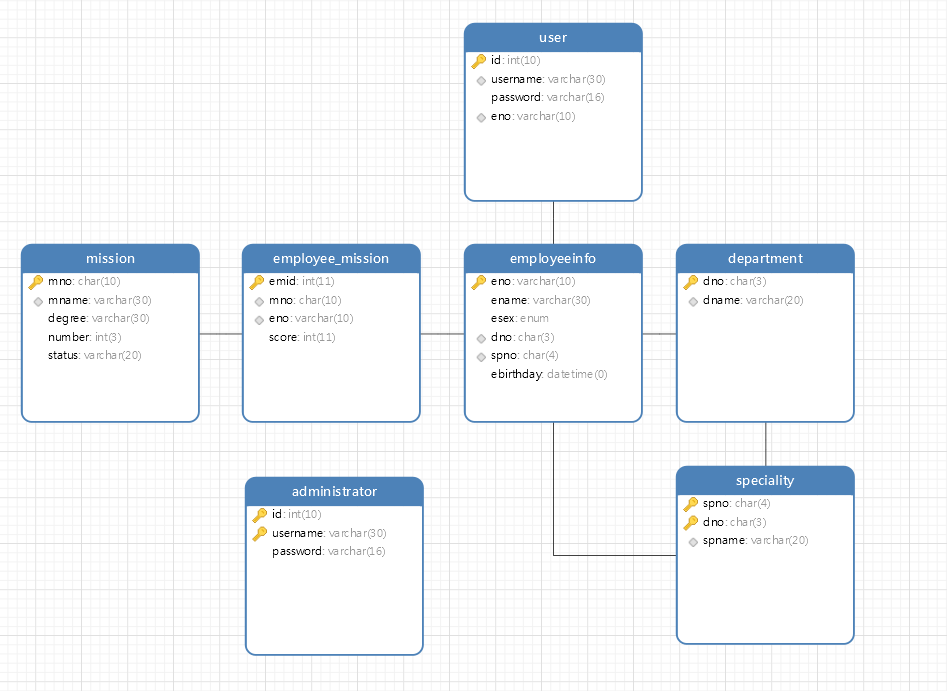 user
id: int(10)
username: varchar(30)
password: varchar(16)
eno: varchar(10)
mission
mno: char(10)
mname: varchar(30)
degree: varchar(30)
number: int(3)
status: varchar(20)
employee_mission
emid: int(11)
mno: char(10)
eno: varchar(10)
score: int(11)
employeeinfo
eno: varchar(10)
ename: varchar(30)
esex: enum
dno: char(3)
spno: char(4)
ebirthday: datetime(0)
department
dno: char(3)
dname: varchar(20)
administrator
id: int(10)
username: varchar(30)
password: varchar(16)
speciality
spno: char(4)
dno: char(3)
spname: varchar(20)